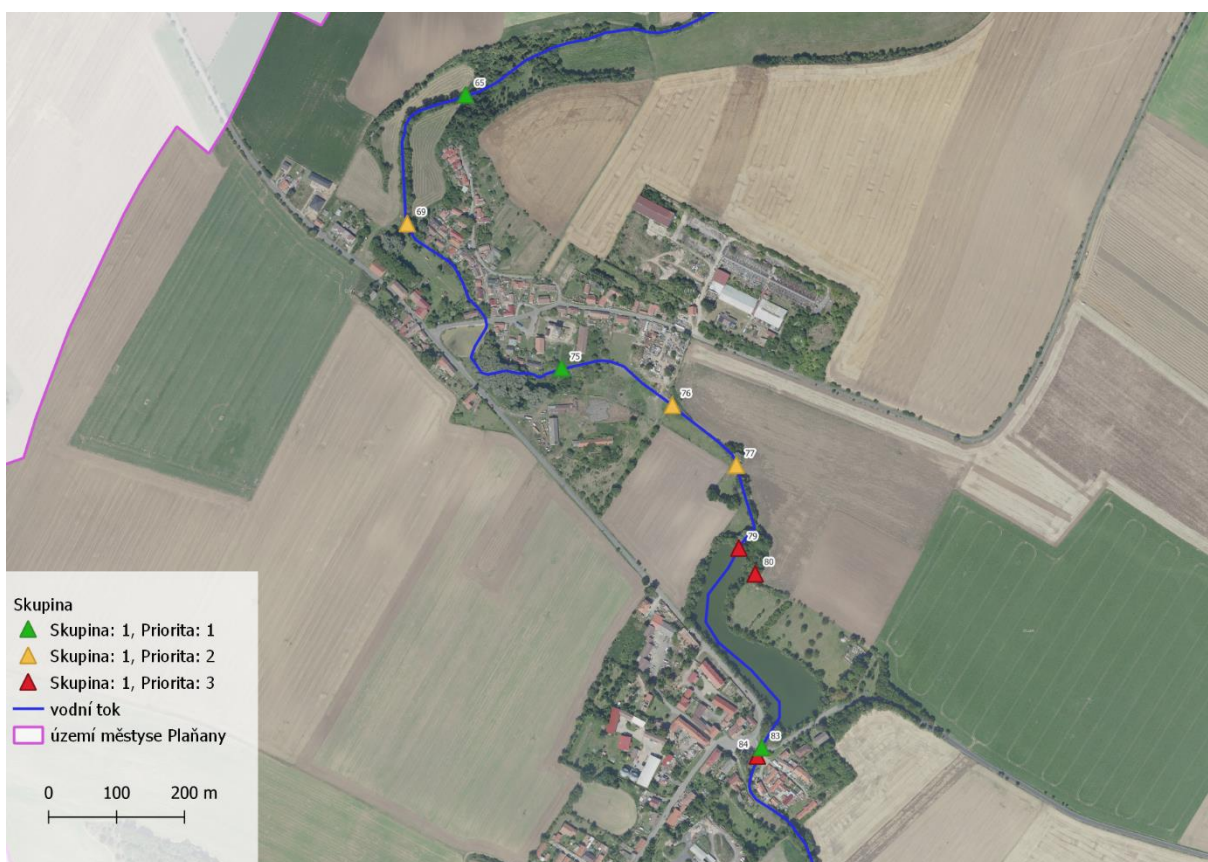 65
69
75
76
77
79
80
84
83
Skupina
Skupina: 1, Priorita: 1
Skupina: 1, Priorita: 2
Skupina: 1, Priorita: 3
vodní tok
území městyse Plaňany
0 100 200 m